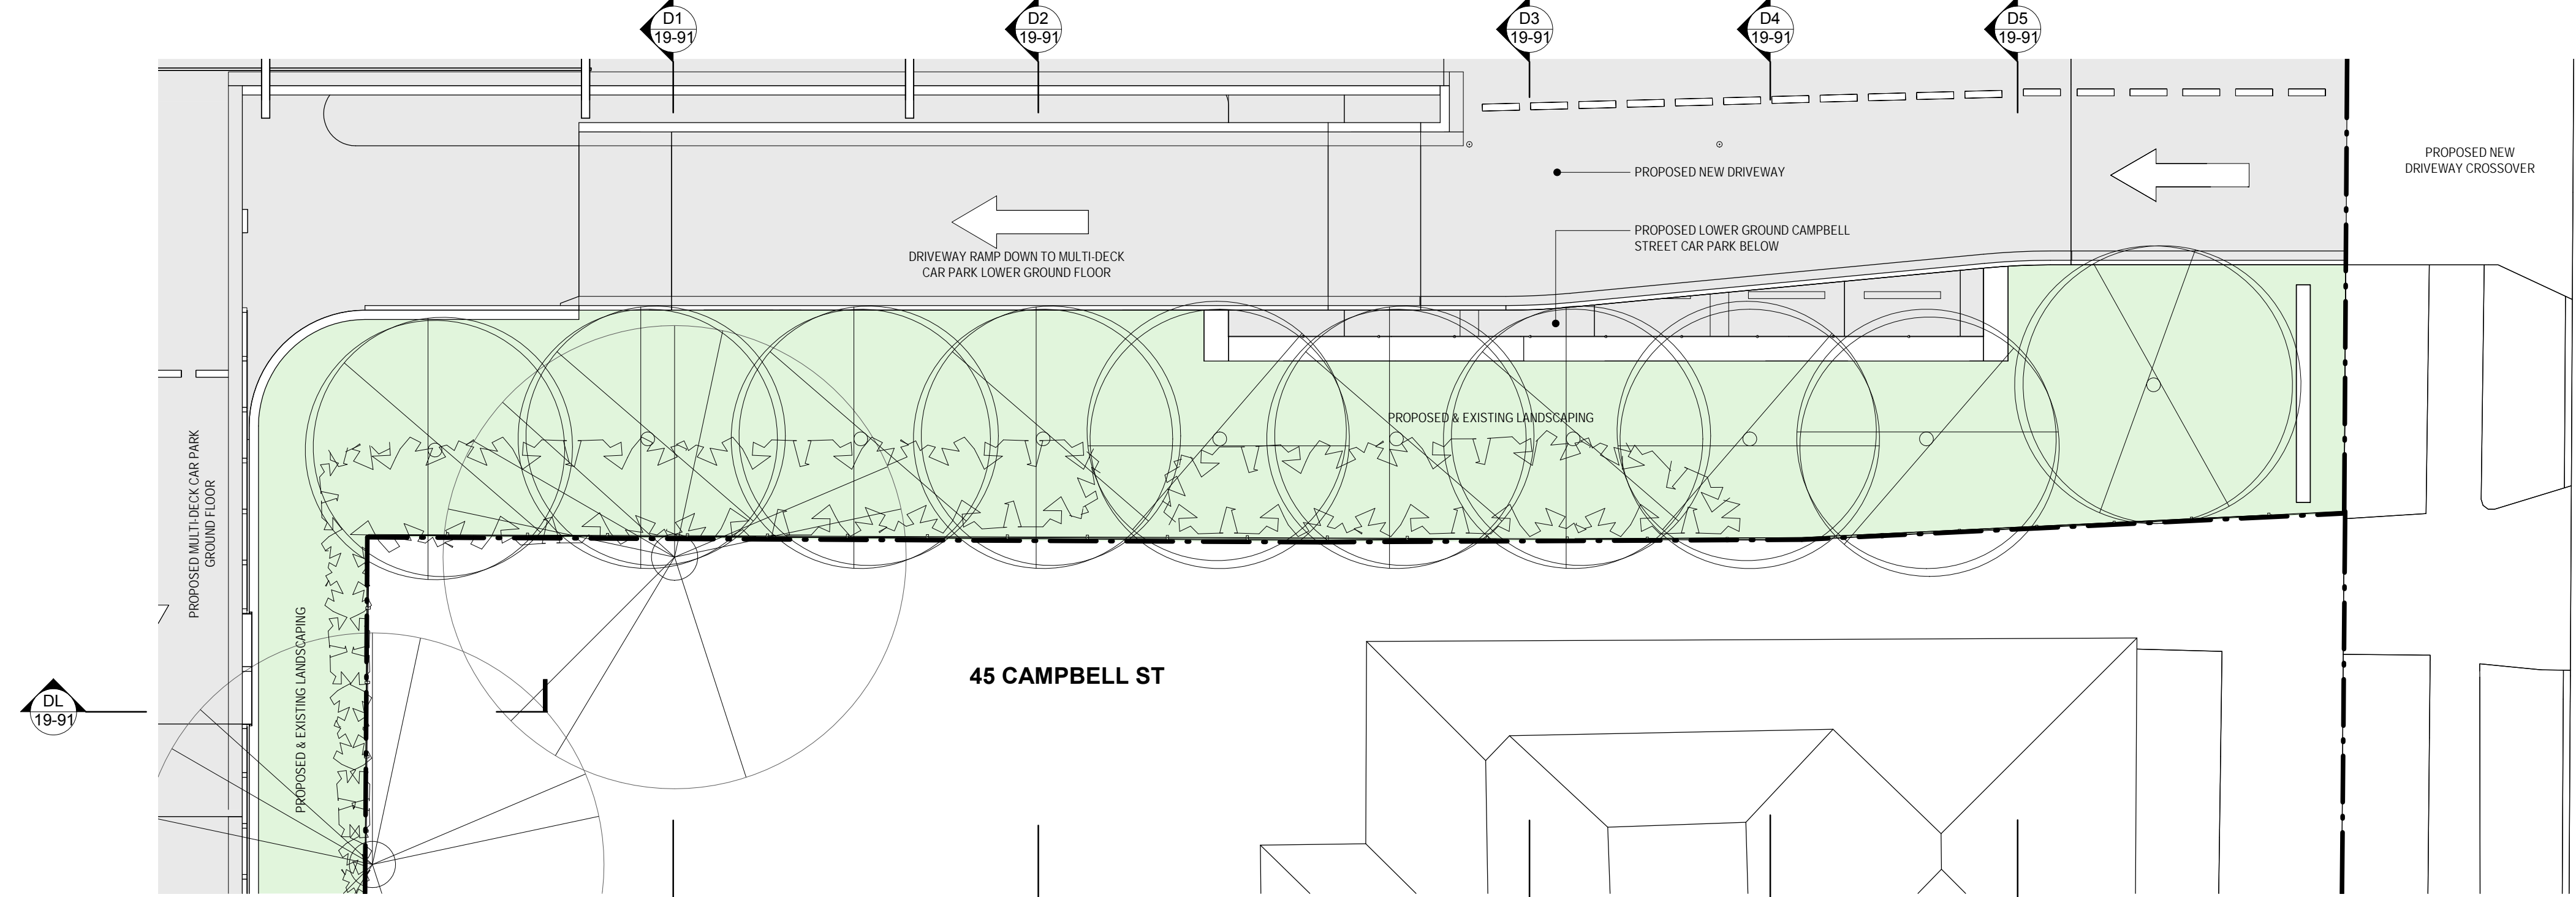 D1
19-91
D2
19-91
D3
19-91
D4
19-91
D5
19-91
PROPOSED NEW
DRIVEWAY CROSSOVER
PROPOSED NEW DRIVEWAY
PROPOSED LOWER GROUND CAMPBELL
STREET CAR PARK BELOW
DRIVEWAY RAMP DOWN TO MULTI-DECK
CAR PARK LOWER GROUND FLOOR
PROPOSED & EXISTING LANDSCAPING
PROPOSED MULTI-DECK CAR PARK
GROUND FLOOR
PROPOSED & EXISTING LANDSCAPING
45 CAMPBELL ST
DL
19-91